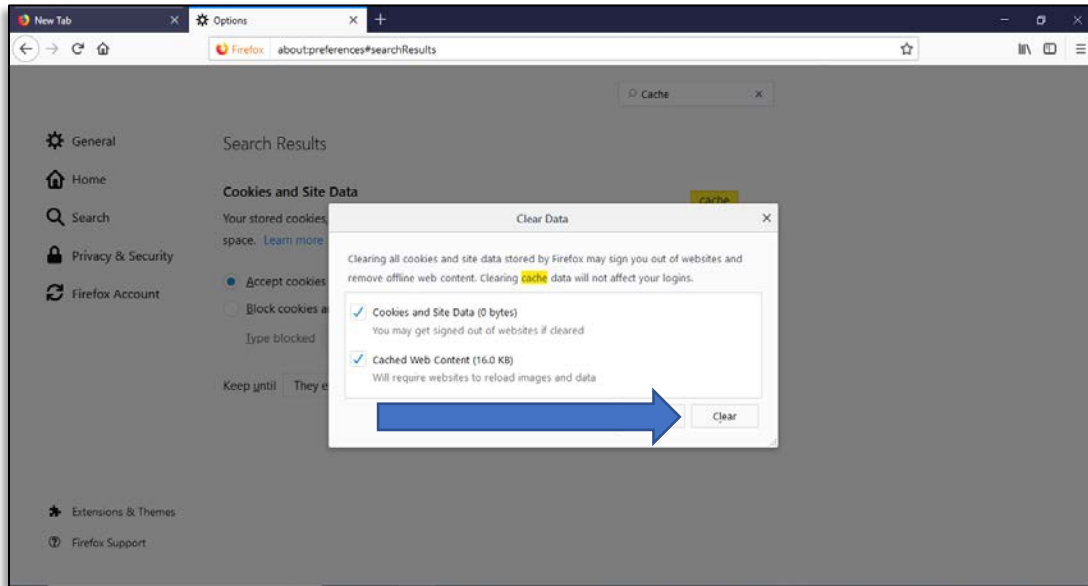 New Tab
Options
Firefox about:preferences#searchResults
Cache
General
Home
Search
Privacy & Security
Firefox Account
Search Results
Cookies and Site Data
cache
Your stored cookies,
space. Learn more
Accept cookies
Block cookies a
Type blocked
Keep until They e
Clear Data
Clearing all cookies and site data stored by Firefox may sign you out of websites and
remove offline web content. Clearing cache data will not affect your logins.
Cookies and Site Data (0 bytes)
You may get signed out of websites if cleared
Cached Web Content (16.0 KB)
Will require websites to reload images and data
Clear
Extensions & Themes
Firefox Support